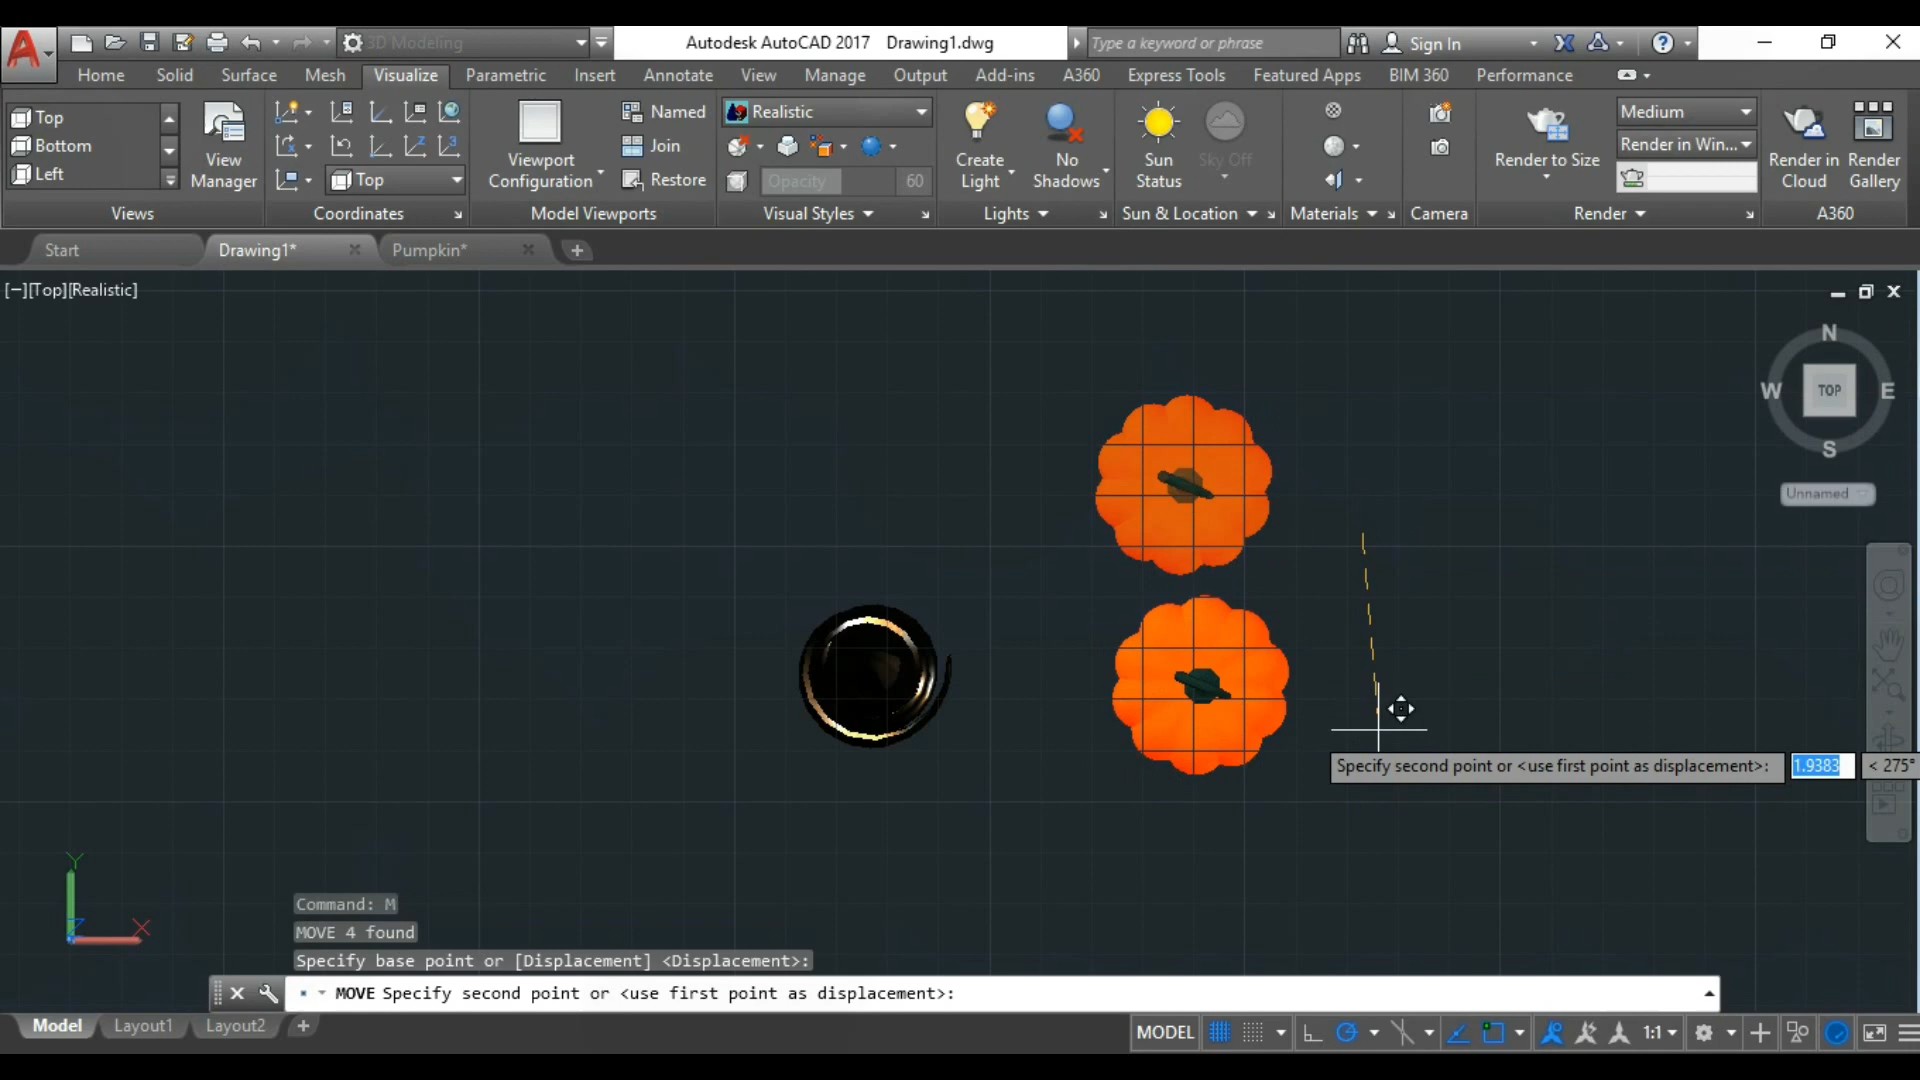 3D Modeling
Autodesk AutoCAD 2017 Drawing1.dwg
Type a keyword or phrase
Sign In
Home Solid Surface Mesh Visualize Parametric Insert Annotate View Manage Output Add-ins A360 Express Tools Featured Apps BIM 360 Performance
Top
Bottom
Left
View
Manager
Top
Viewport
Configuration
Named
Join
Restore
Realistic
Opacity 60
Create
Light
No
Shadows
Sun
Status
Sky Off
Render to Size
Medium
Render in Win...
Render in
Cloud
Render
Gallery
Views Coordinates Model Viewports Visual Styles Lights Sun & Location Materials Camera Render A360
Start Drawing1* Pumpkin*
[−][Top][Realistic]
N
W TOP E
S
Unnamed
Specify second point or <use first point as displacement>: 1.9383 < 275°
Y
Z X
Command: M
MOVE 4 found
Specify base point or [Displacement] <Displacement>:
MOVE Specify second point or <use first point as displacement>:
Model Layout1 Layout2
MODEL 1:1